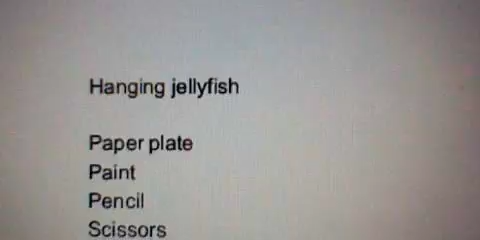 Hanging jellyfish
Paper plate
Paint
Pencil
Scissors